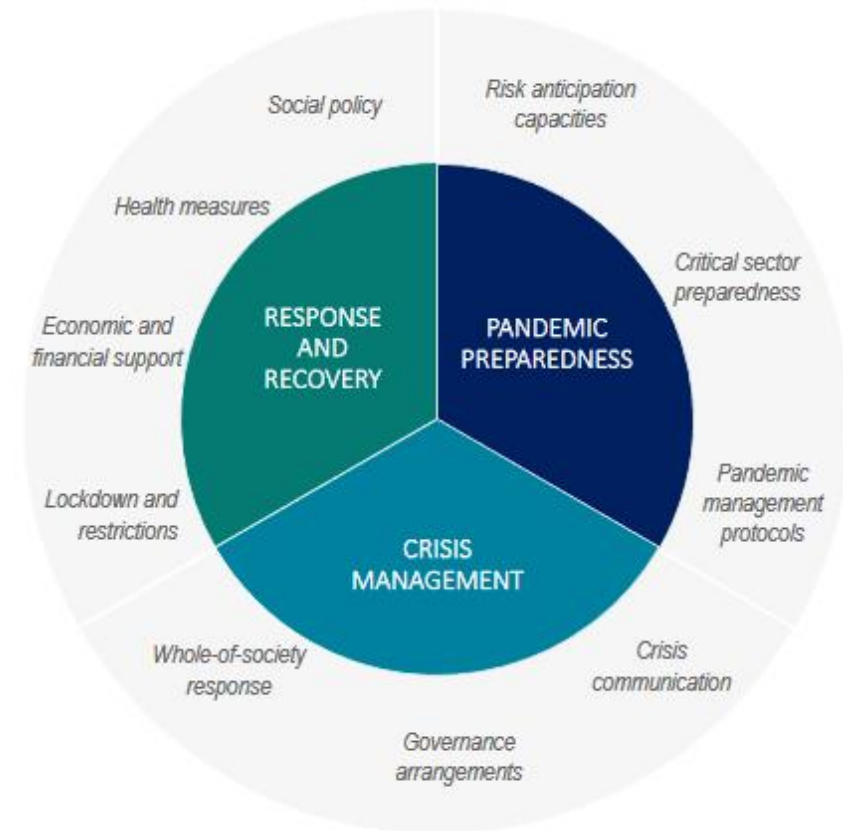 Social policy
Risk anticipation
capacities
Health measures
Critical sector
preparedness
Economic and
financial support
RESPONSE
AND
RECOVERY
PANDEMIC
PREPAREDNESS
Lockdown and
restrictions
Pandemic
management
protocols
CRISIS
MANAGEMENT
Whole-of-society
response
Crisis
communication
Governance
arrangements